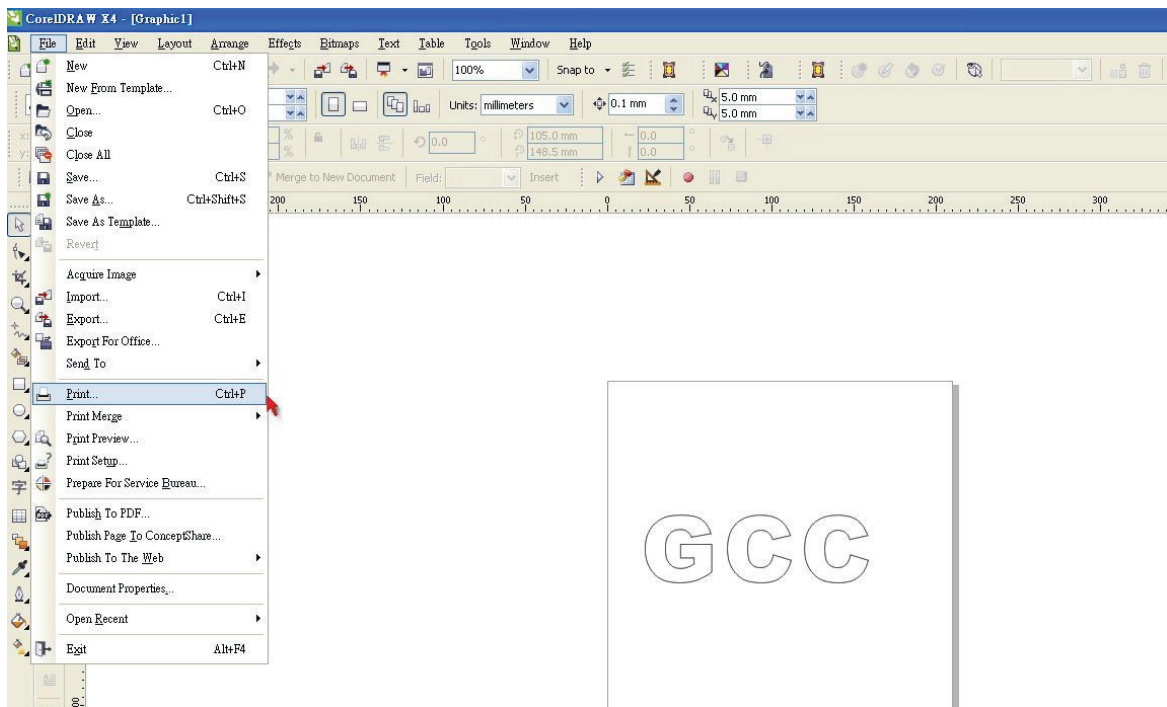 CorelDRAW X4 - [Graphic1]
File Edit View Layout Arrange Effects Bitmaps Text Table Tools Window Help
New Ctrl+N
100% Snap to
New From Template...
Open... Ctrl+O
Units: millimeters 0.1 mm 5.0 mm
5.0 mm
x:
Close
% 0.0 ° 105.0 mm 0.0 °
y:
Close All
% 148.5 mm 0.0 °
Save... Ctrl+S
Merge to New Document Field: Insert
Save As... Ctrl+Shift+S
200 150 100 50 0 50 100 150 200 250 300
Save As Template...
Revert
Acquire Image
Import... Ctrl+I
Export... Ctrl+E
Export For Office...
Send To
Print... Ctrl+P
Print Merge
Print Preview...
Print Setup...
字
Prepare For Service Bureau...
Publish To PDF...
Publish Page To ConceptShare...
Publish To The Web
Document Properties...
Open Recent
Exit Alt+F4
GCC